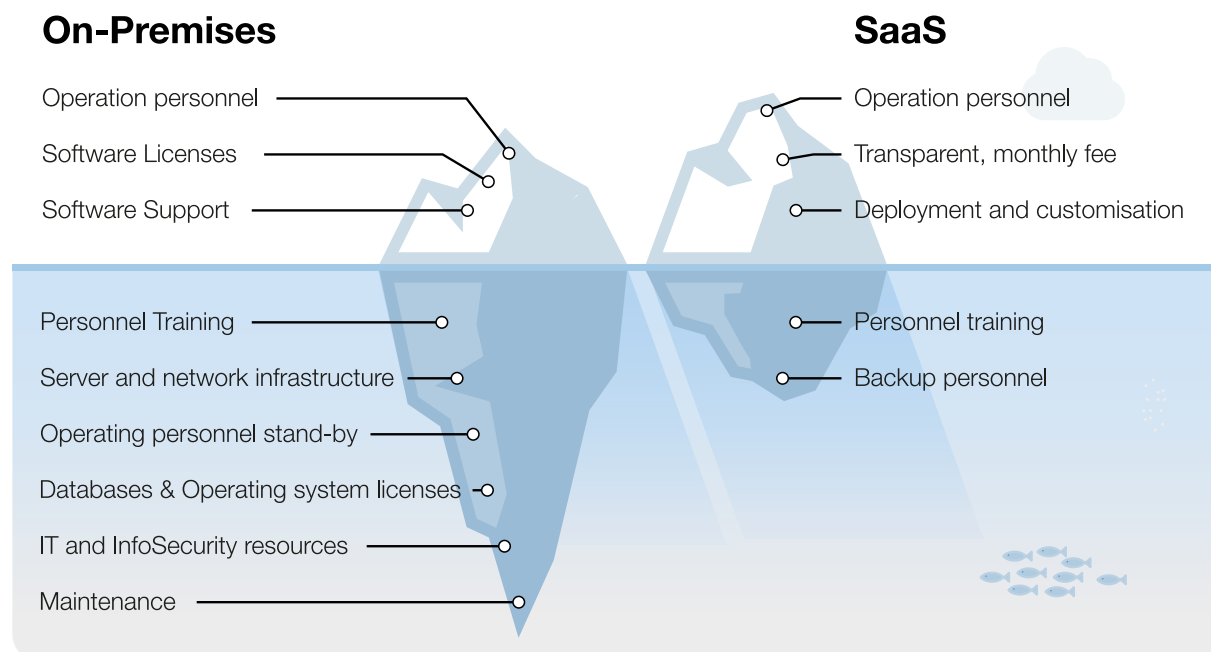 On-Premises
Operation personnel
Software Licenses
Software Support
Personnel Training
Server and network infrastructure
Operating personnel stand-by
Databases & Operating system licenses
IT and InfoSecurity resources
Maintenance
SaaS
Operation personnel
Transparent, monthly fee
Deployment and customisation
Personnel training
Backup personnel